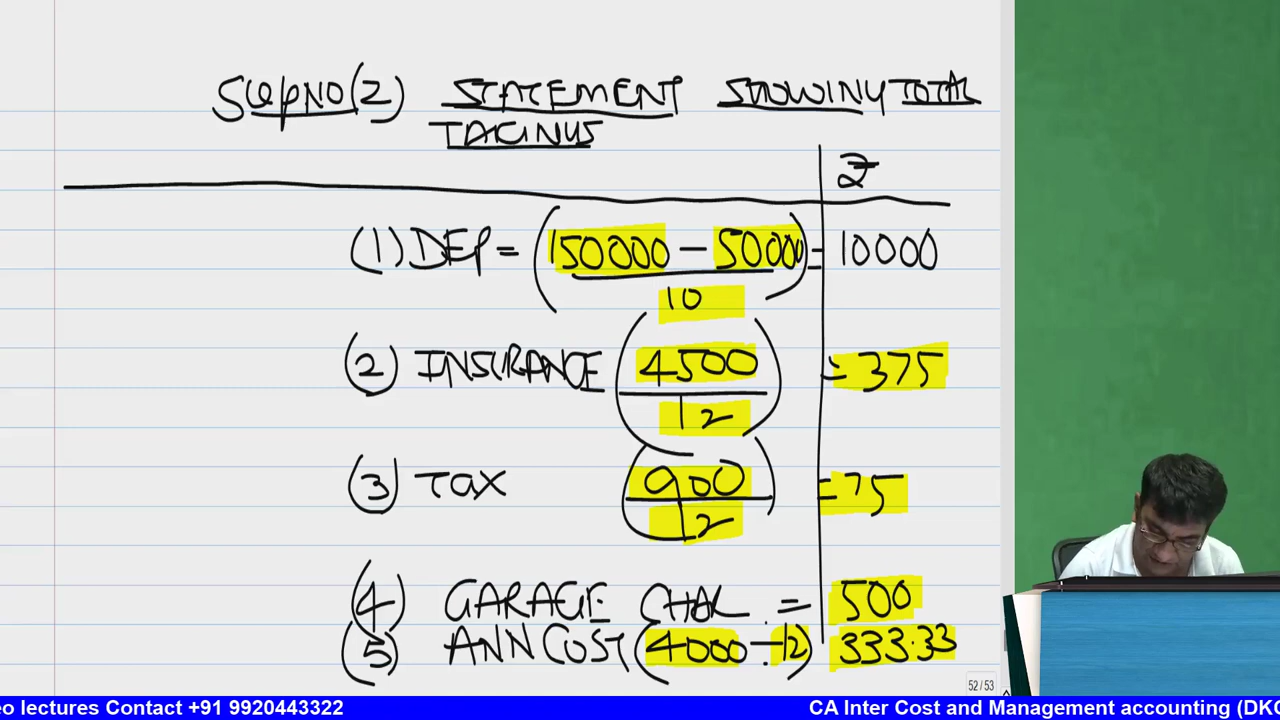 Step NO (2) STATEMENT SHOWING TOTAL
TAKINGS
₹
(1) DEP = (150000 - 50000 = 10000
10
(2) INSURANCE (4500 = 375
12
(3) TAX (900 = 75
12
(4) GARAGE CHAR. = 500
(5) ANN COST (4000 ÷ 12) 333.33
52 / 53
eo lectures Contact +91 9920443322 CA Inter Cost and Management accounting (DKC